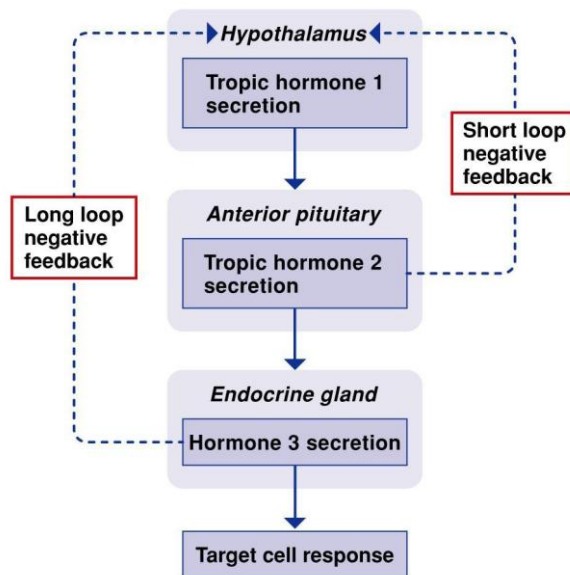 Hypothalamus
Tropic hormone 1
secretion
Short loop
negative
feedback
Long loop
negative
feedback
Anterior pituitary
Tropic hormone 2
secretion
Endocrine gland
Hormone 3 secretion
Target cell response